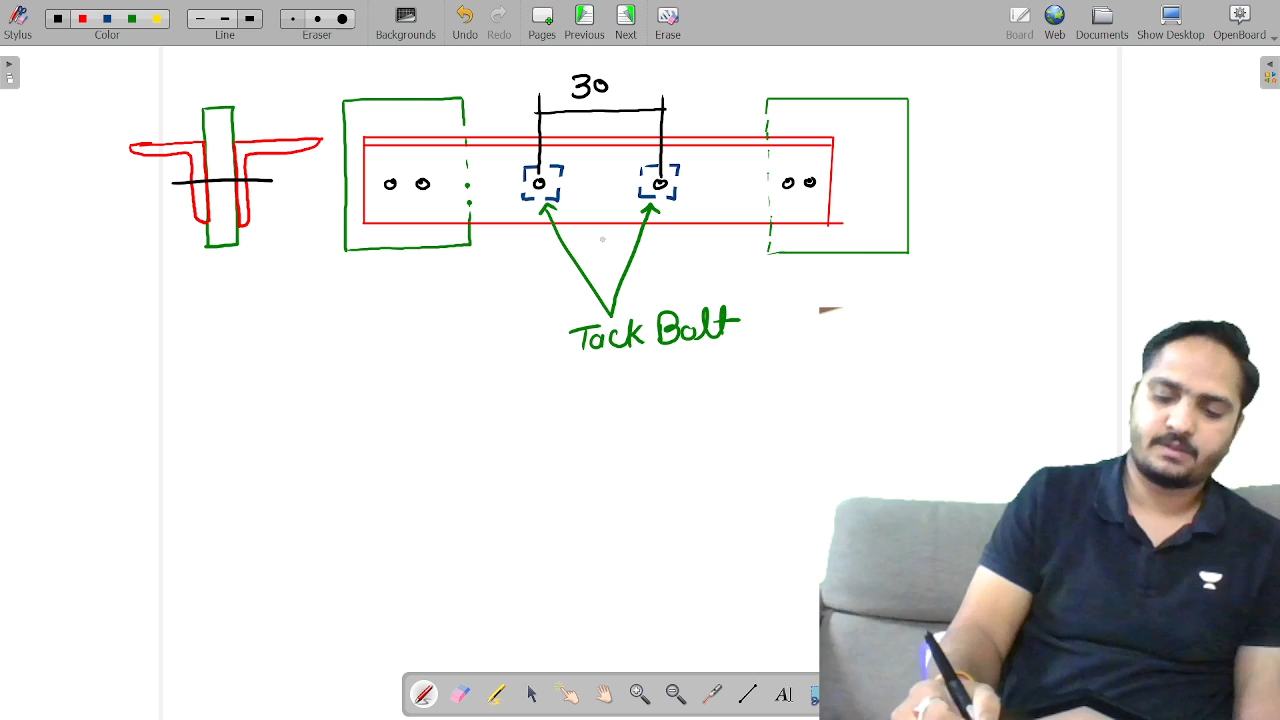 Stylus
Color
Line
Eraser
Backgrounds
Undo
Redo
Pages
Previous
Next
Erase
Board
Web
Documents
Show Desktop
OpenBoard
30
Tack Bolt
AI